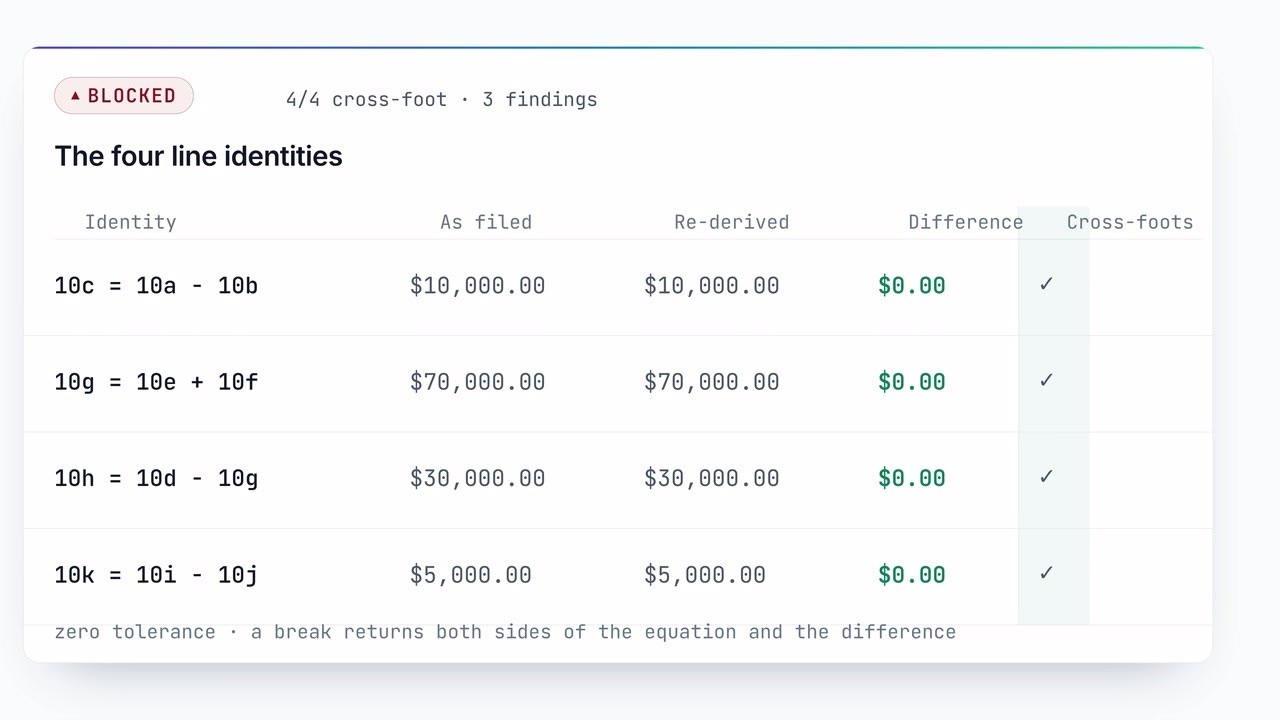 ▲ BLOCKED 4/4 cross-foot · 3 findings
The four line identities
Identity As filed Re-derived Difference Cross-foots
10c = 10a - 10b $10,000.00 $10,000.00 $0.00 ✓
10g = 10e + 10f $70,000.00 $70,000.00 $0.00 ✓
10h = 10d - 10g $30,000.00 $30,000.00 $0.00 ✓
10k = 10i - 10j $5,000.00 $5,000.00 $0.00 ✓
zero tolerance · a break returns both sides of the equation and the difference